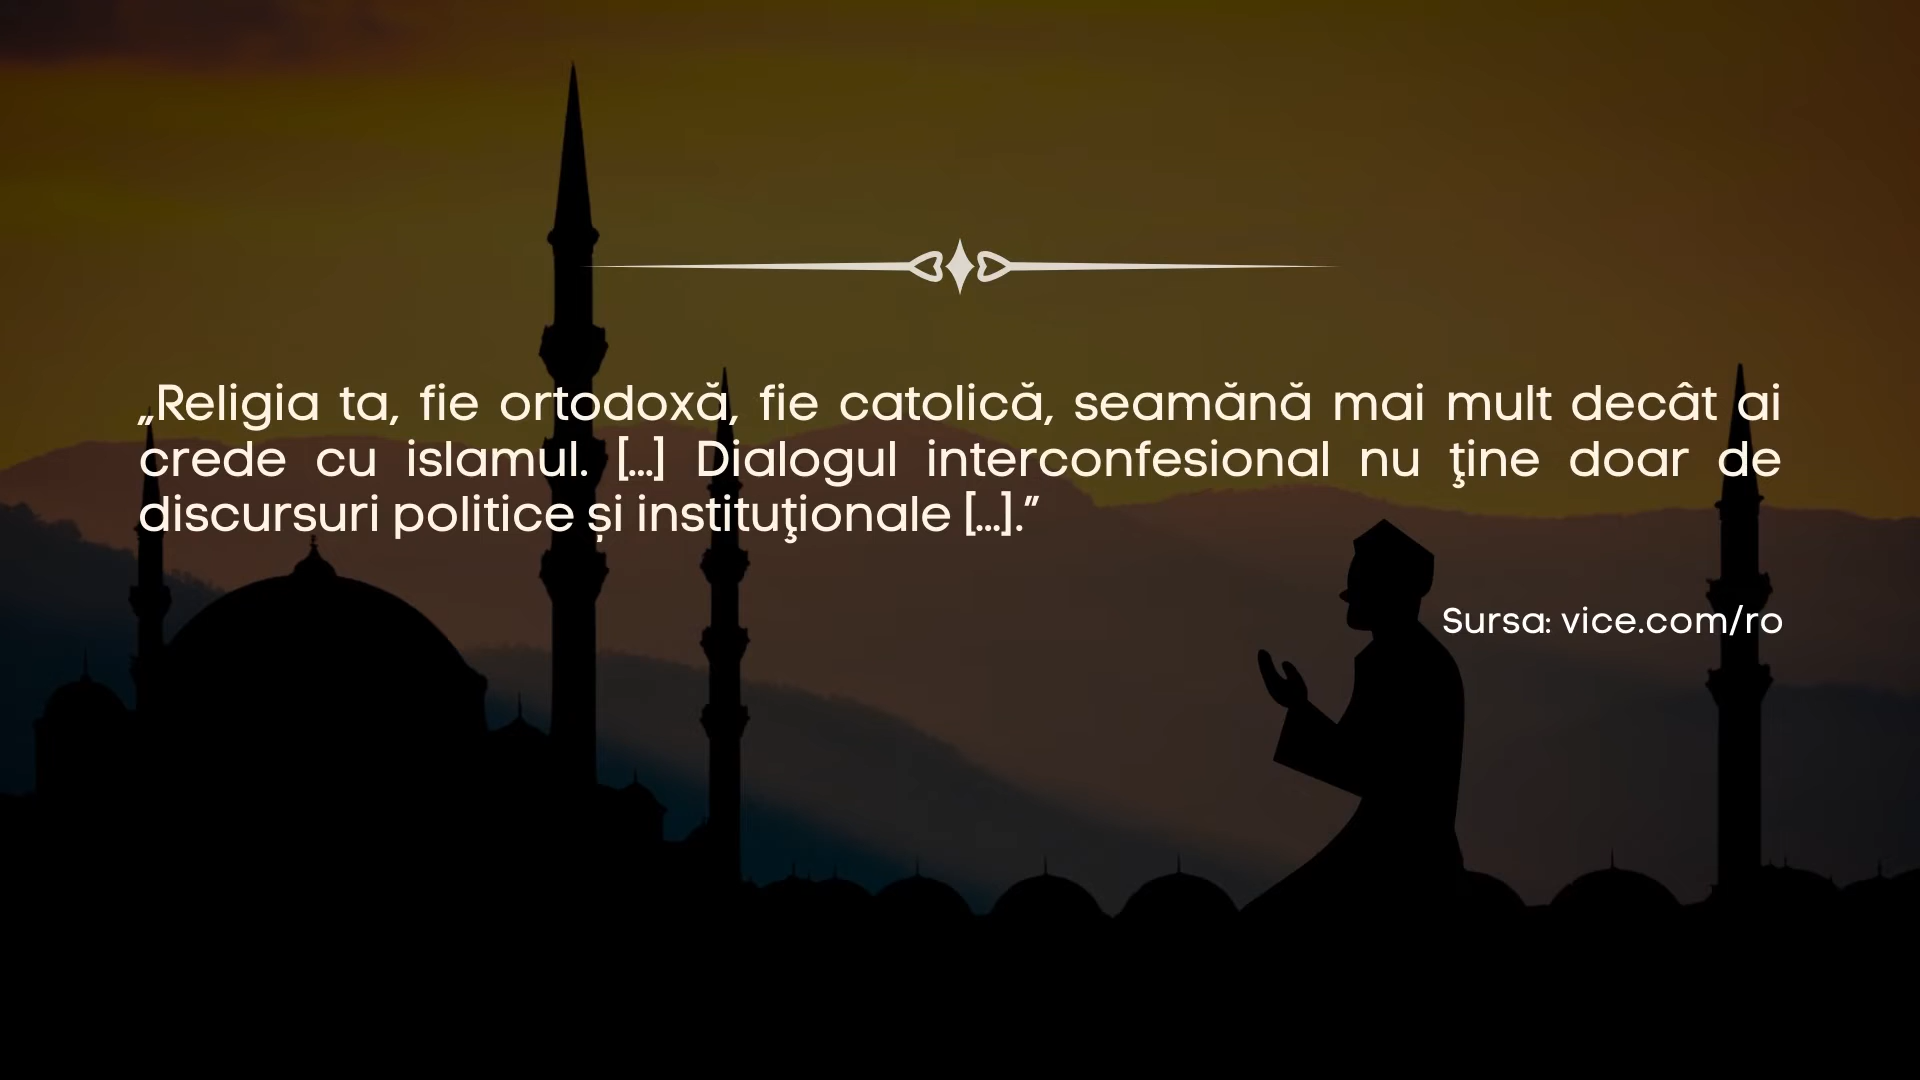 „Religia ta, fie ortodoxă, fie catolică, seamănă mai mult decât ai
crede cu islamul. [...] Dialogul interconfesional nu ţine doar de
discursuri politice și instituţionale [...].”
Sursa: vice.com/ro